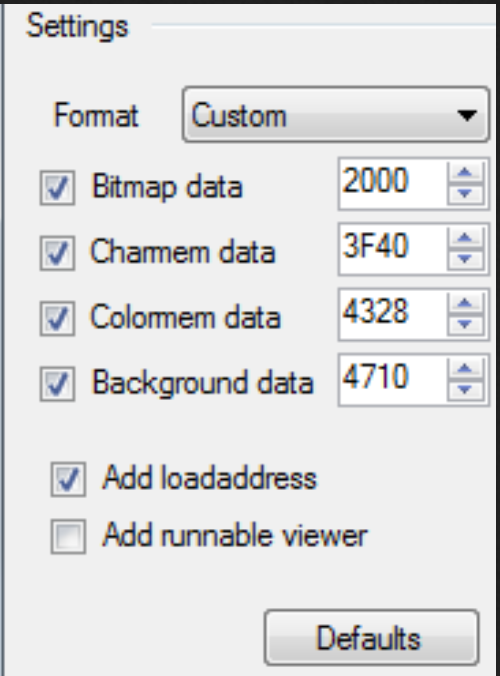 Settings
Format Custom
Bitmap data 2000
Charmem data 3F40
Colormem data 4328
Background data 4710
Add loadaddress
Add runnable viewer
Defaults